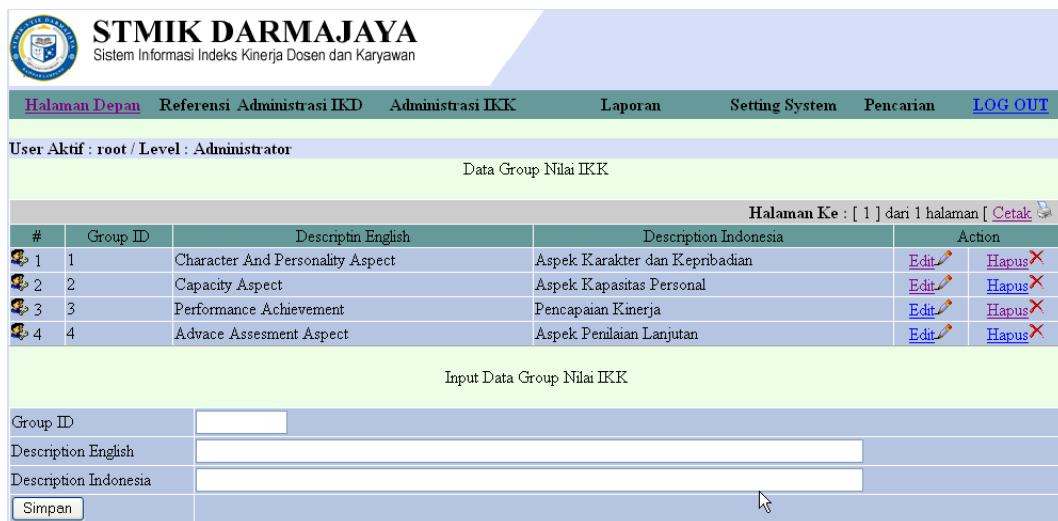 STMIK DARMAJAYA
Sistem Informasi Indeks Kinerja Dosen dan Karyawan
Halaman Depan Referensi Administrasi IKD Administrasi IKK Laporan Setting System Pencarian LOG OUT
User Aktif : root / Level : Administrator
Data Group Nilai IKK
Halaman Ke : [ 1 ] dari 1 halaman [ Cetak
# Group ID Descriptin English Description Indonesia Action
1 1 Character And Personality Aspect Aspek Karakter dan Kepribadian Edit Hapus
2 2 Capacity Aspect Aspek Kapasitas Personal Edit Hapus
3 3 Performance Achievement Pencapaian Kinerja Edit Hapus
4 4 Advace Assesment Aspect Aspek Penilaian Lanjutan Edit Hapus
Input Data Group Nilai IKK
Group ID
Description English
Description Indonesia
Simpan